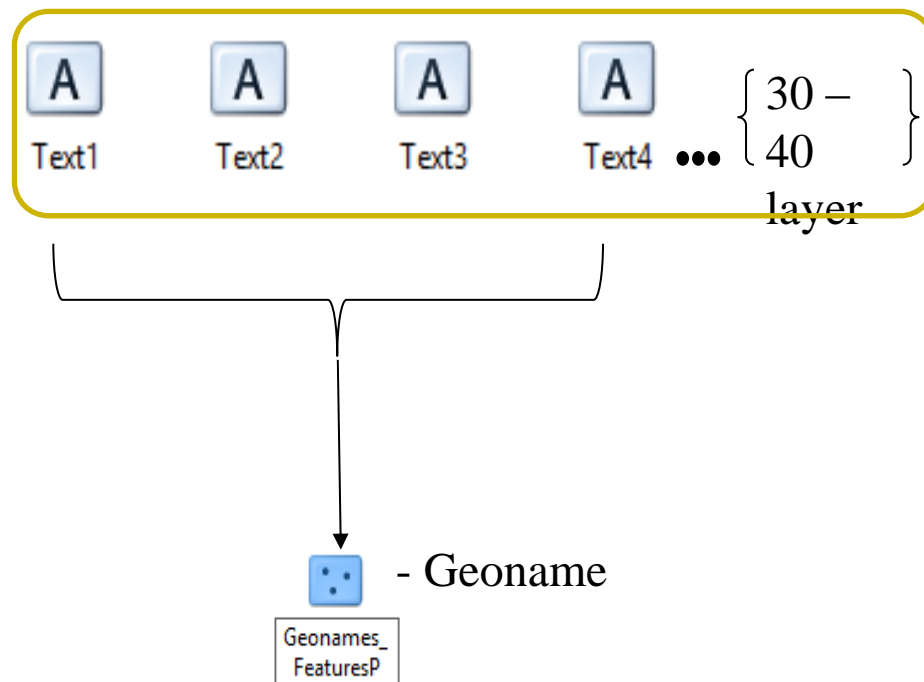 A A A A
Text1 Text2 Text3 Text4 ••• { 30 –
40 }
layer
- Geoname
Geonames_
FeaturesP